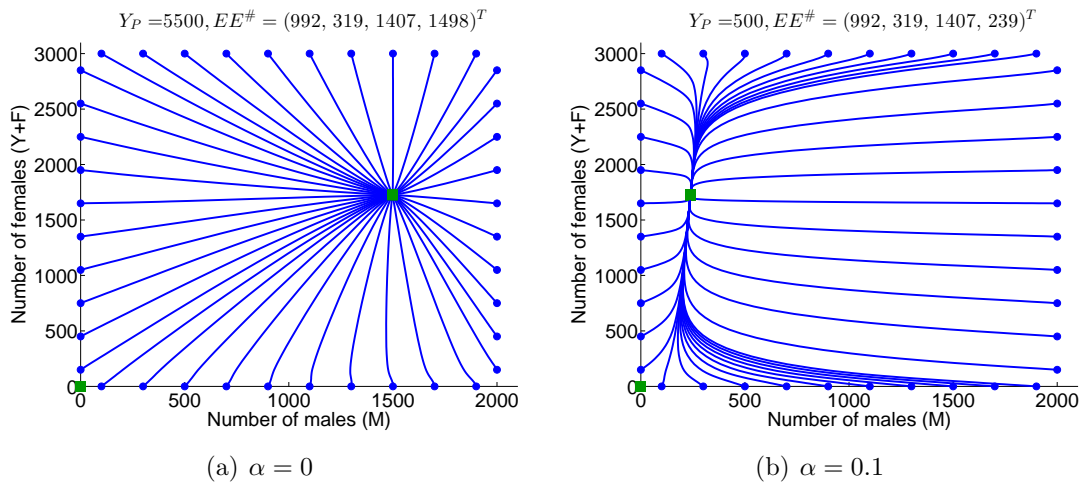 Y_P =5500, EE^# = (992, 319, 1407, 1498)^T
3000
2500
2000
1500
1000
500
0
Number of females (Y+F)
0 500 1000 1500 2000
Number of males (M)
(a) α = 0
Y_P =500, EE^# = (992, 319, 1407, 239)^T
3000
2500
2000
1500
1000
500
0
Number of females (Y+F)
0 500 1000 1500 2000
Number of males (M)
(b) α = 0.1